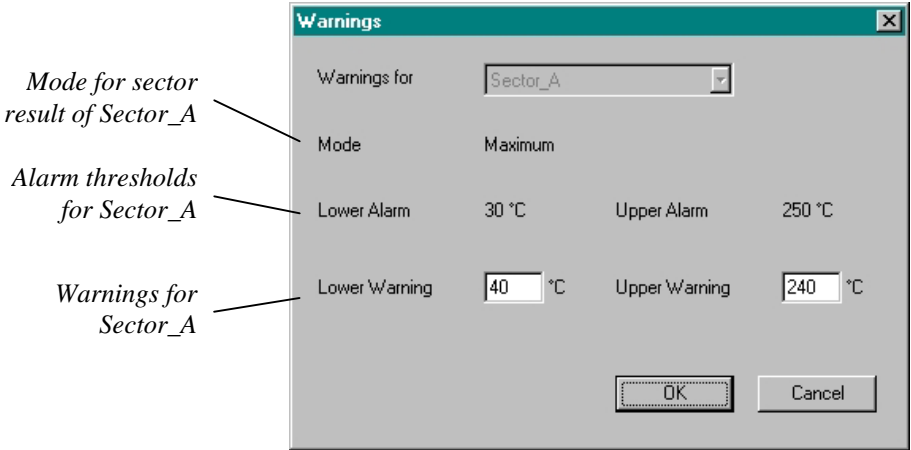 Warnings
Mode for sector
result of Sector_A
Warnings for Sector_A
Mode Maximum
Alarm thresholds
for Sector_A
Lower Alarm 30 °C Upper Alarm 250 °C
Warnings for
Sector_A
Lower Warning 40 °C Upper Warning 240 °C
OK Cancel